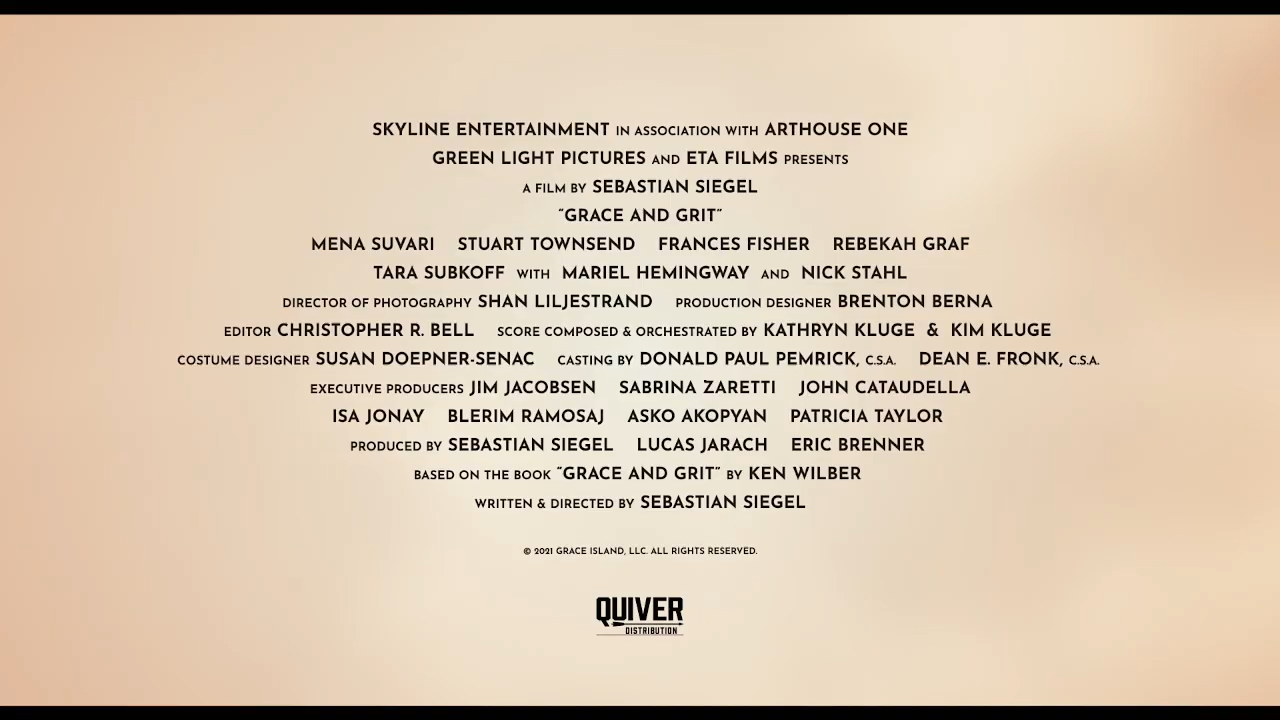 SKYLINE ENTERTAINMENT IN ASSOCIATION WITH ARTHOUSE ONE
GREEN LIGHT PICTURES AND ETA FILMS PRESENTS
A FILM BY SEBASTIAN SIEGEL
"GRACE AND GRIT"
MENA SUVARI STUART TOWNSEND FRANCES FISHER REBEKAH GRAF
TARA SUBKOFF WITH MARIEL HEMINGWAY AND NICK STAHL
DIRECTOR OF PHOTOGRAPHY SHAN LILJESTRAND PRODUCTION DESIGNER BRENTON BERNA
EDITOR CHRISTOPHER R. BELL SCORE COMPOSED & ORCHESTRATED BY KATHRYN KLUGE & KIM KLUGE
COSTUME DESIGNER SUSAN DOEPNER-SENAC CASTING BY DONALD PAUL PEMRICK, C.S.A. DEAN E. FRONK, C.S.A.
EXECUTIVE PRODUCERS JIM JACOBSEN SABRINA ZARETTI JOHN CATAUDELLA
ISA JONAY BLERIM RAMOSAJ ASKO AKOPYAN PATRICIA TAYLOR
PRODUCED BY SEBASTIAN SIEGEL LUCAS JARACH ERIC BRENNER
BASED ON THE BOOK "GRACE AND GRIT" BY KEN WILBER
WRITTEN & DIRECTED BY SEBASTIAN SIEGEL
© 2021 GRACE ISLAND, LLC. ALL RIGHTS RESERVED.
QUIVER
DISTRIBUTION